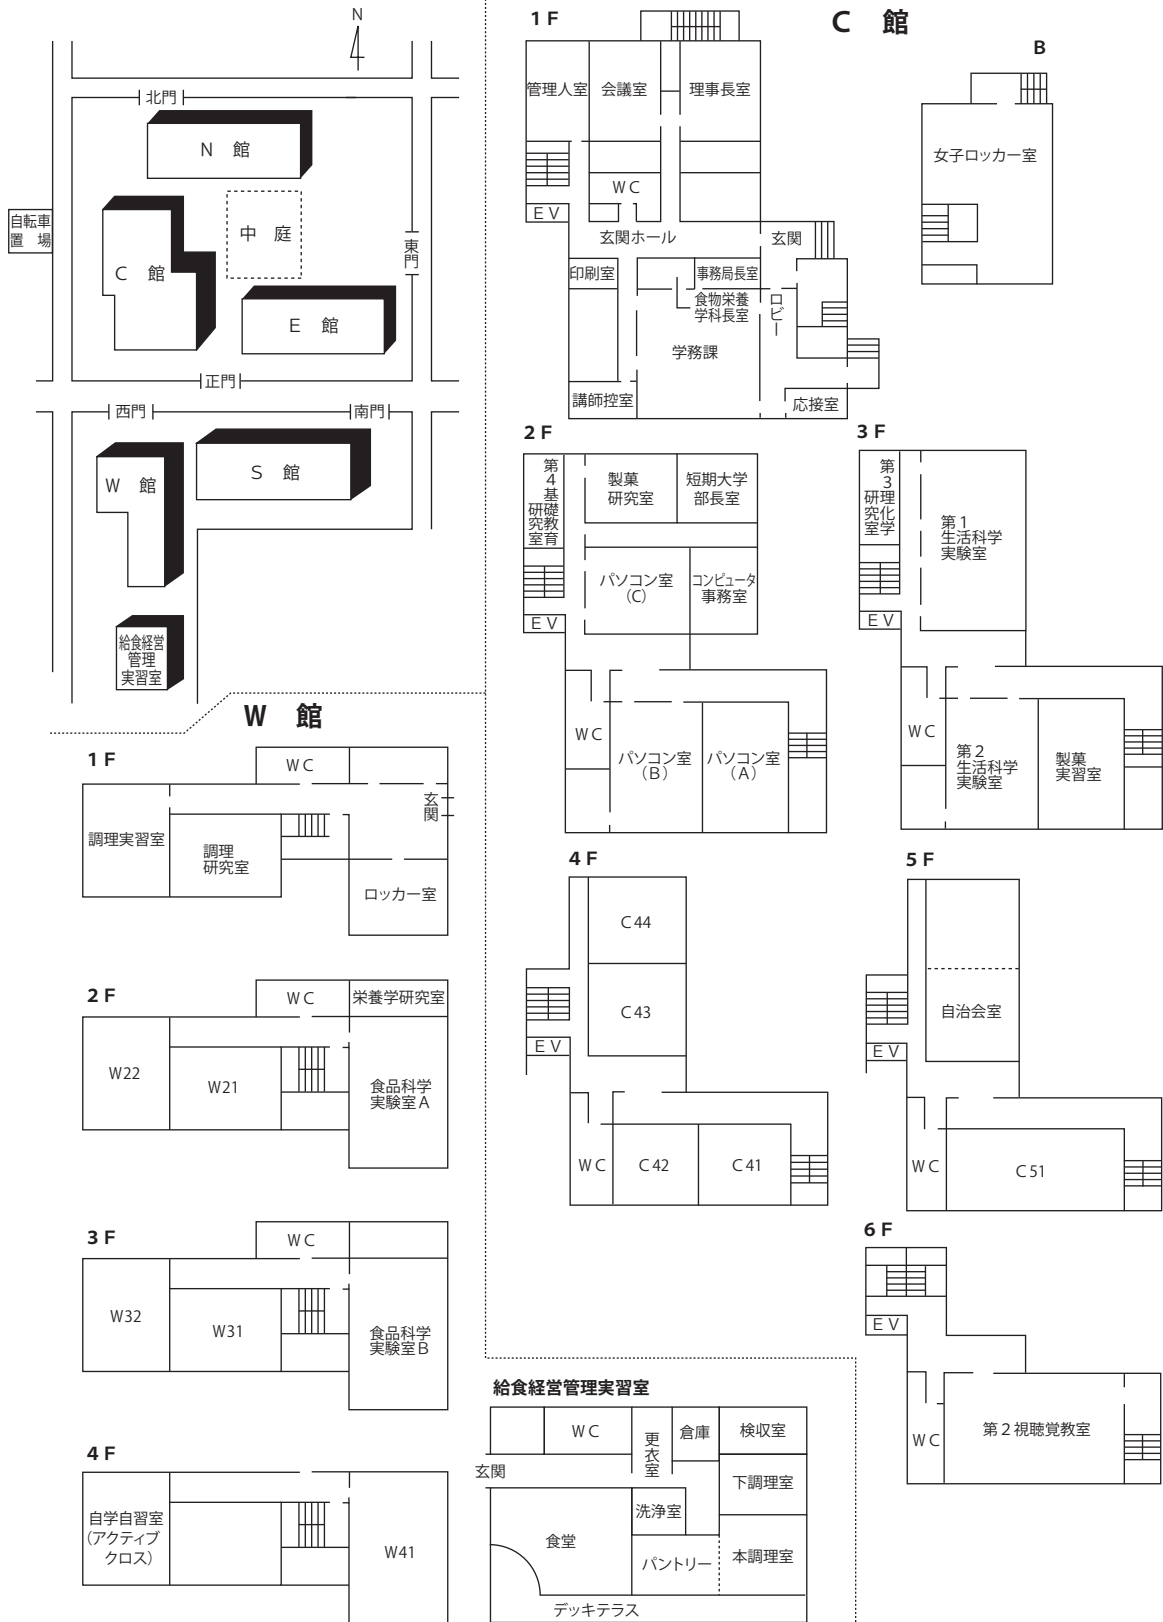 N
北門
N 館
自転車
置 場
中 庭
東門
C 館
E 館
正門
西門
南門
W 館
S 館
給食経営
管理
実習室
C 館
1 F
管理人室
会議室
理事長室
WC
EV
玄関ホール
玄関
印刷室
事務局長室
食物栄養
学科長室
ロビー
学務課
講師控室
応接室
B
女子ロッカー室
2 F
第4基礎教育
研究室
製菓
研究室
短期大学
部長室
パソコン室
(C)
コンピュータ
事務室
EV
WC
パソコン室
(B)
パソコン室
(A)
3 F
第3理化学
研究室
第1
生活科学
実験室
EV
WC
第2
生活科学
実験室
製菓
実習室
4 F
C44
C43
EV
WC
C42
C41
5 F
自治会室
EV
WC
C51
6 F
EV
WC
第2視聴覚教室
W 館
1 F
WC
玄関
調理実習室
調理
研究室
ロッカー室
2 F
WC
栄養学研究室
W22
W21
食品科学
実験室A
3 F
WC
W32
W31
食品科学
実験室B
4 F
自学自習室
(アクティブ
クロス)
W41
給食経営管理実習室
WC
更衣室
倉庫
検収室
玄関
下調理室
洗浄室
食堂
パントリー
本調理室
デッキテラス